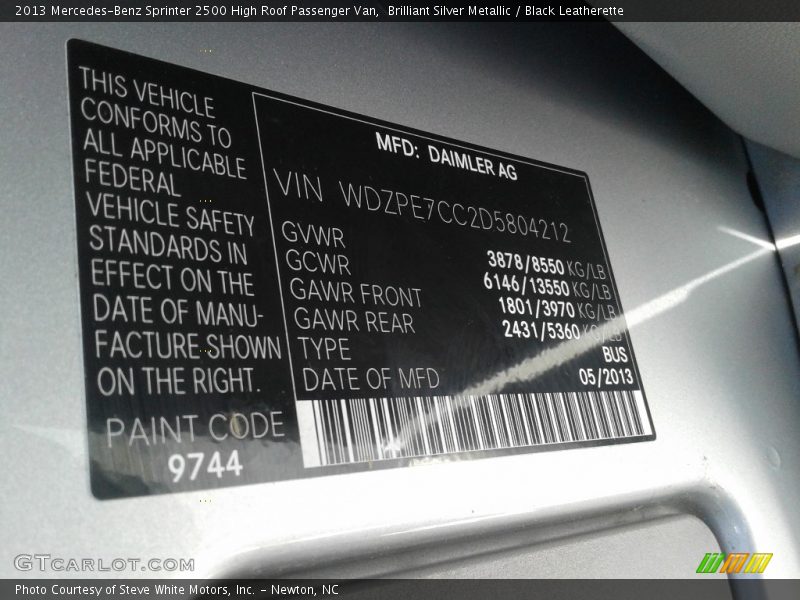 2013 Mercedes-Benz Sprinter 2500 High Roof Passenger Van, Brilliant Silver Metallic / Black Leatherette
THIS VEHICLE
CONFORMS TO
ALL APPLICABLE
FEDERAL
VEHICLE SAFETY
STANDARDS IN
EFFECT ON THE
DATE OF MANU-
FACTURE SHOWN
ON THE RIGHT.
PAINT CODE
9744
MFD: DAIMLER AG
VIN WDZPE7CC2D5804212
GVWR 3878/8550 KG/LB
GCWR 6146/13550 KG/LB
GAWR FRONT 1801/3970 KG/LB
GAWR REAR 2431/5360 KG/LB
TYPE BUS
DATE OF MFD 05/2013
GTcarlot.com
Photo Courtesy of Steve White Motors, Inc. - Newton, NC